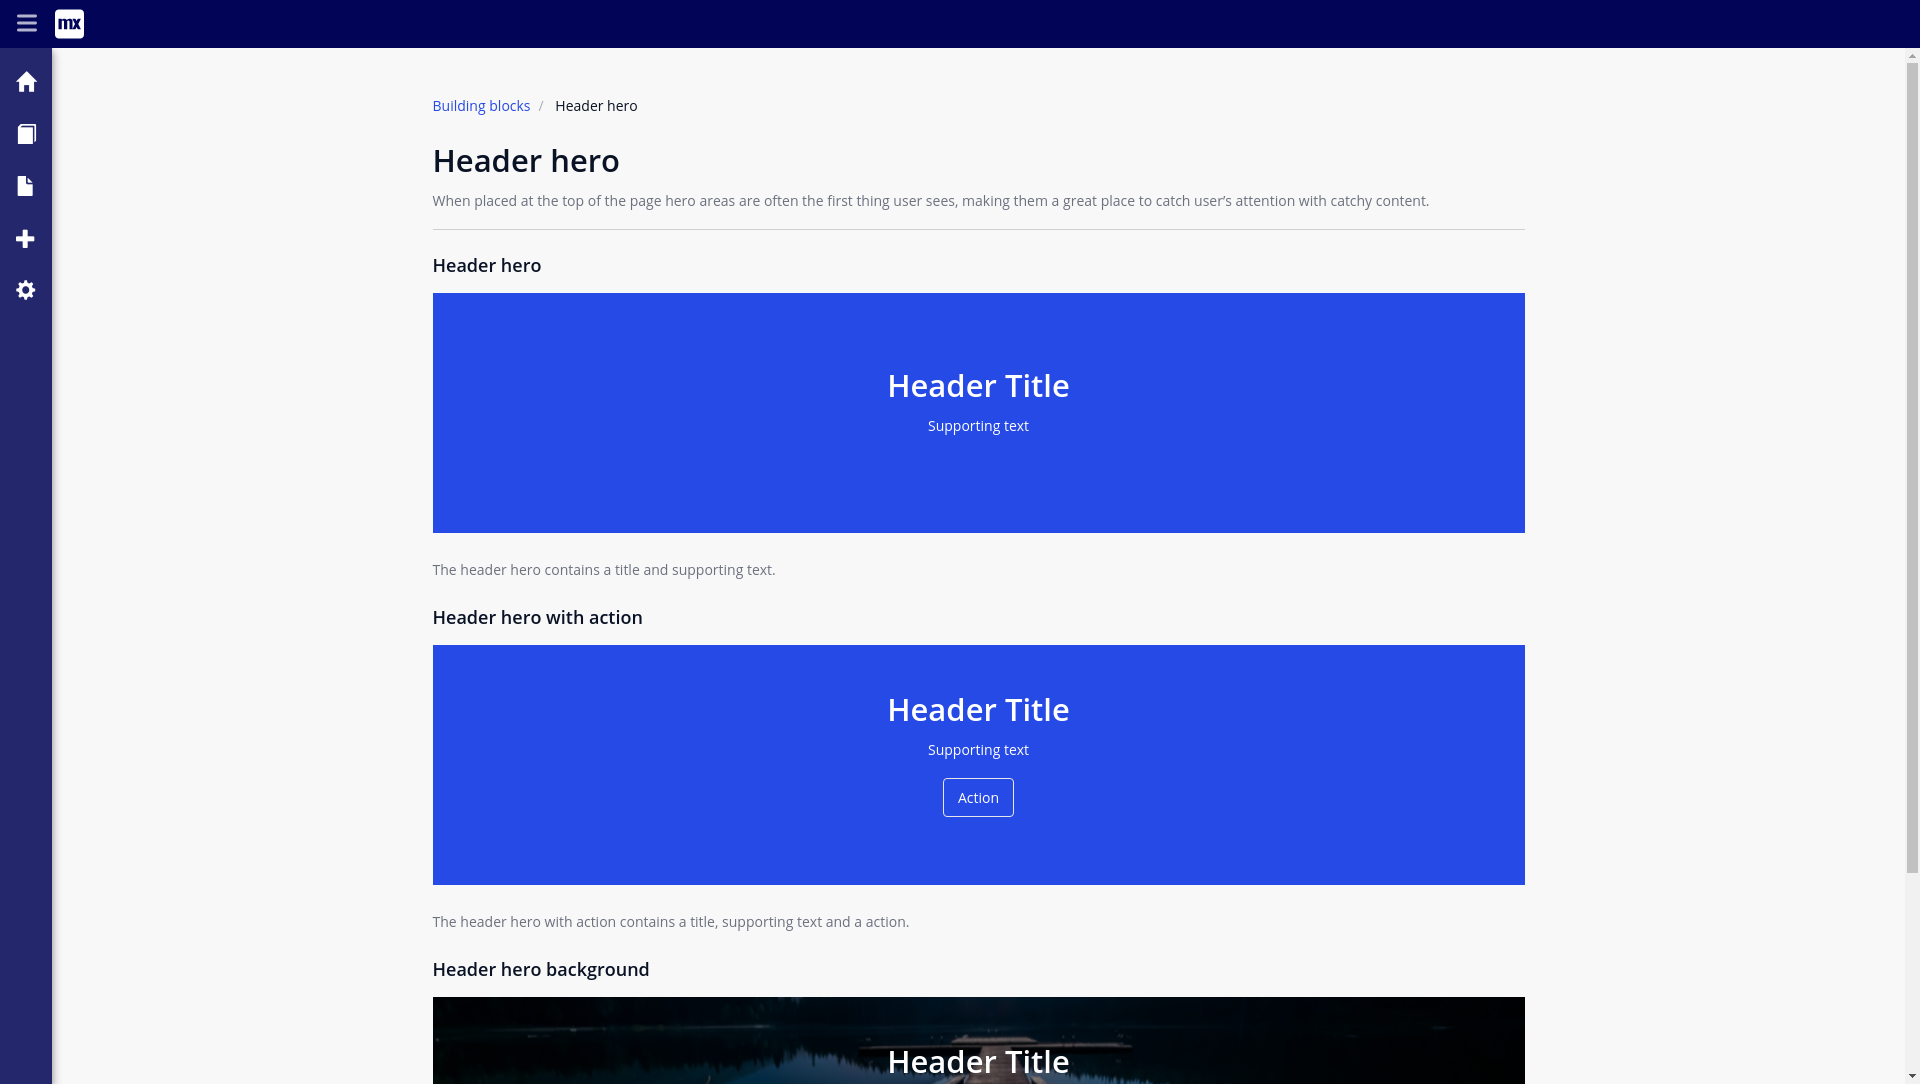 mx
Building blocks / Header hero
Header hero
When placed at the top of the page hero areas are often the first thing user sees, making them a great place to catch user’s attention with catchy content.
Header hero
Header Title
Supporting text
The header hero contains a title and supporting text.
Header hero with action
Header Title
Supporting text
Action
The header hero with action contains a title, supporting text and a action.
Header hero background
Header Title